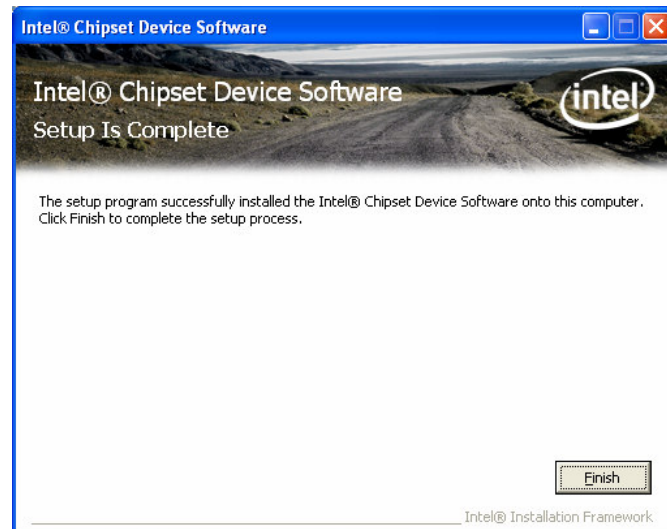 Intel® Chipset Device Software
Intel® Chipset Device Software
intel
Setup Is Complete
The setup program successfully installed the Intel® Chipset Device Software onto this computer.
Click Finish to complete the setup process.
Finish
Intel® Installation Framework